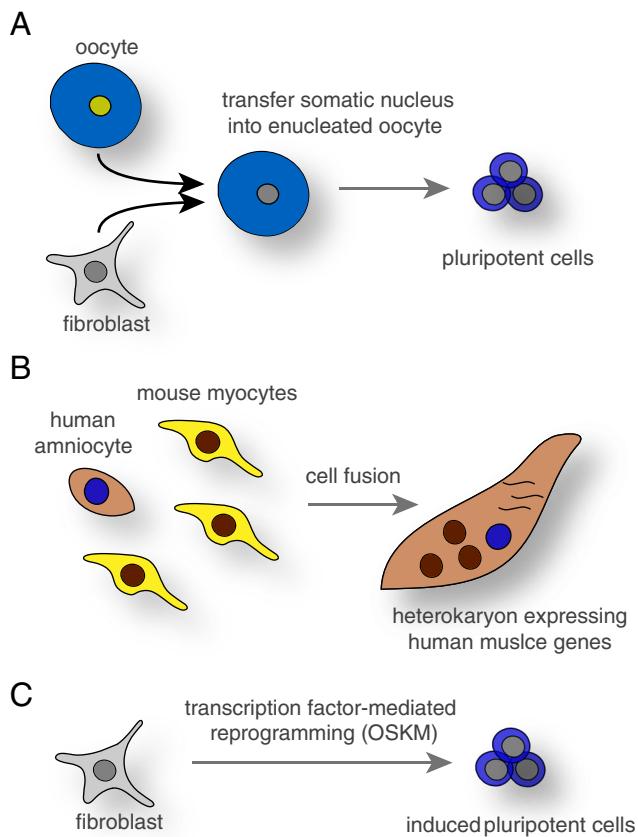 A
oocyte
transfer somatic nucleus
into enucleated oocyte
pluripotent cells
fibroblast
B
mouse myocytes
human
amniocyte
cell fusion
heterokaryon expressing
human muslce genes
C
transcription factor-mediated
reprogramming (OSKM)
fibroblast
induced pluripotent cells